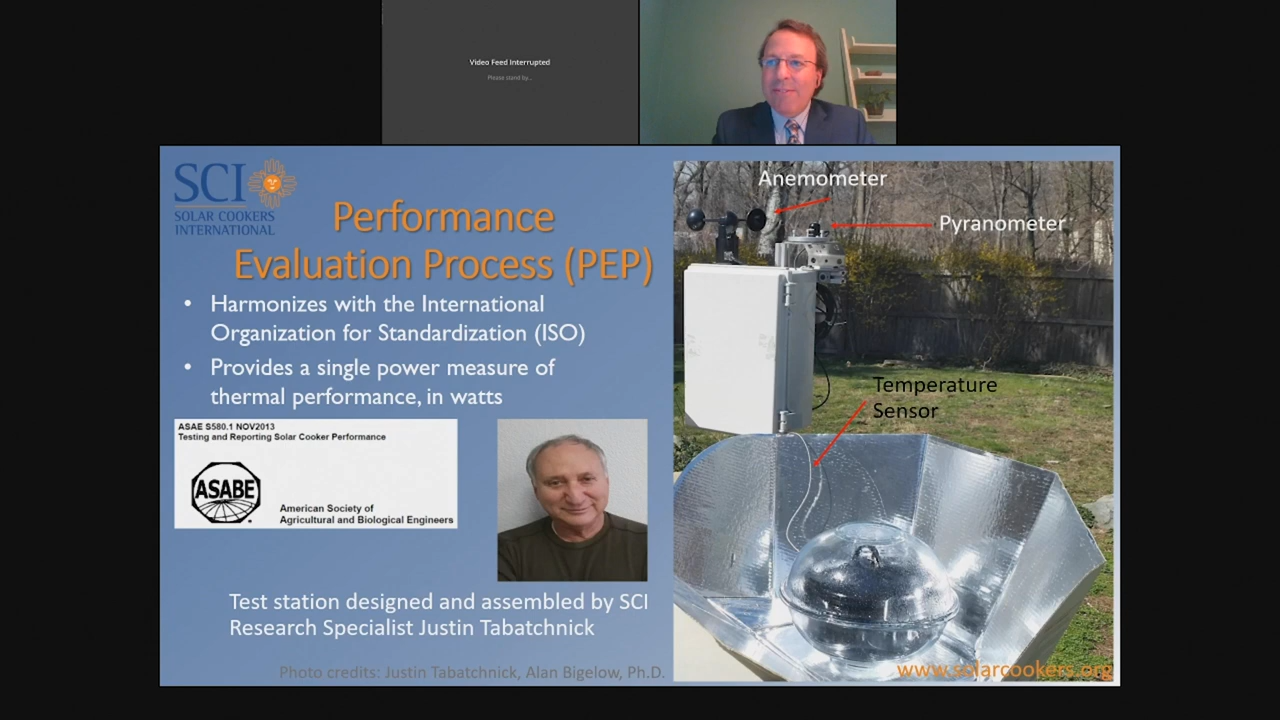 Video Feed Interrupted
Please stand by...
SCI
SOLAR COOKERS
INTERNATIONAL
Performance
Evaluation Process (PEP)
• Harmonizes with the International
Organization for Standardization (ISO)
• Provides a single power measure of
thermal performance, in watts
ASAE S580.1 NOV2013
Testing and Reporting Solar Cooker Performance
ASABE
American Society of
Agricultural and Biological Engineers
Test station designed and assembled by SCI
Research Specialist Justin Tabatchnick
Photo credits: Justin Tabatchnick, Alan Bigelow, Ph.D.
Anemometer
Pyranometer
Temperature
Sensor
www.solarcookers.org